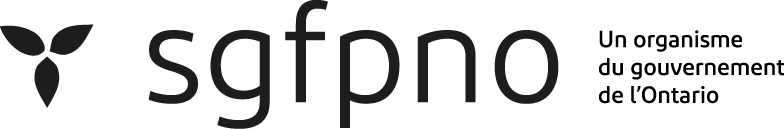 sgfpno
Un organisme
du gouvernement
de l'Ontario